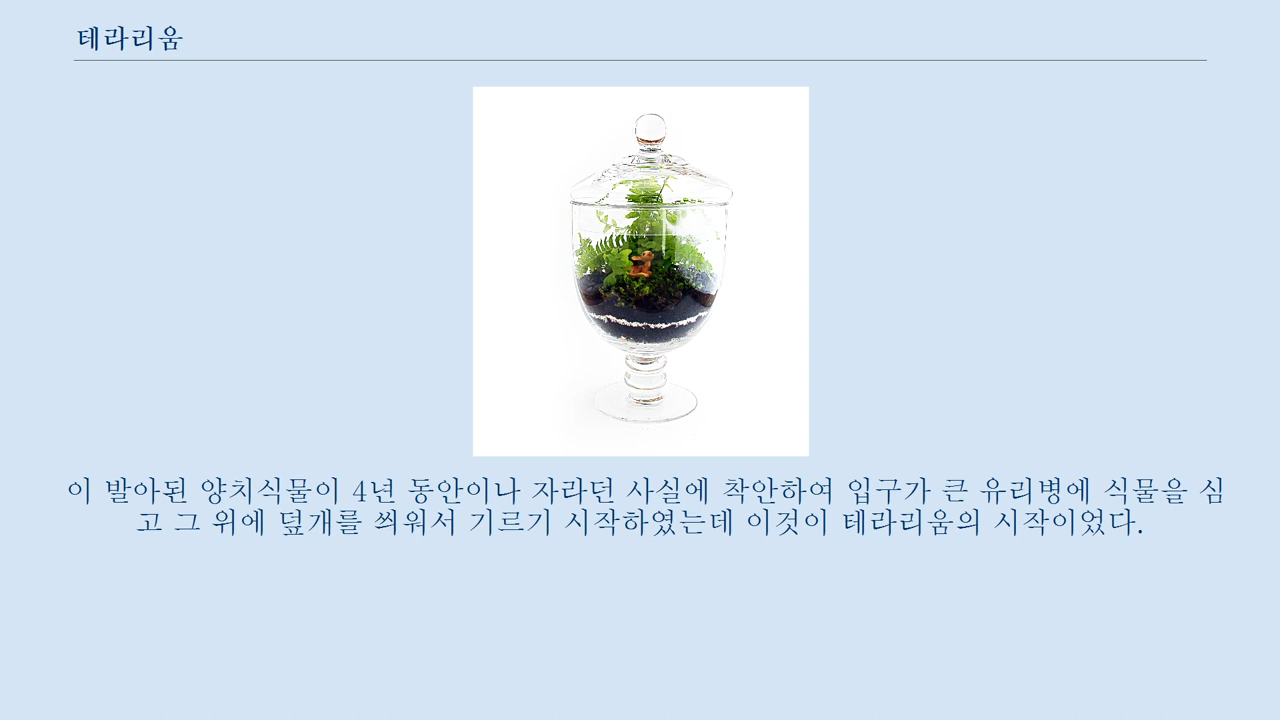 테라리움
이 발아된 양치식물이 4년 동안이나 자라던 사실에 착안하여 입구가 큰 유리병에 식물을 심
고 그 위에 덮개를 씌워서 기르기 시작하였는데 이것이 테라리움의 시작이었다.